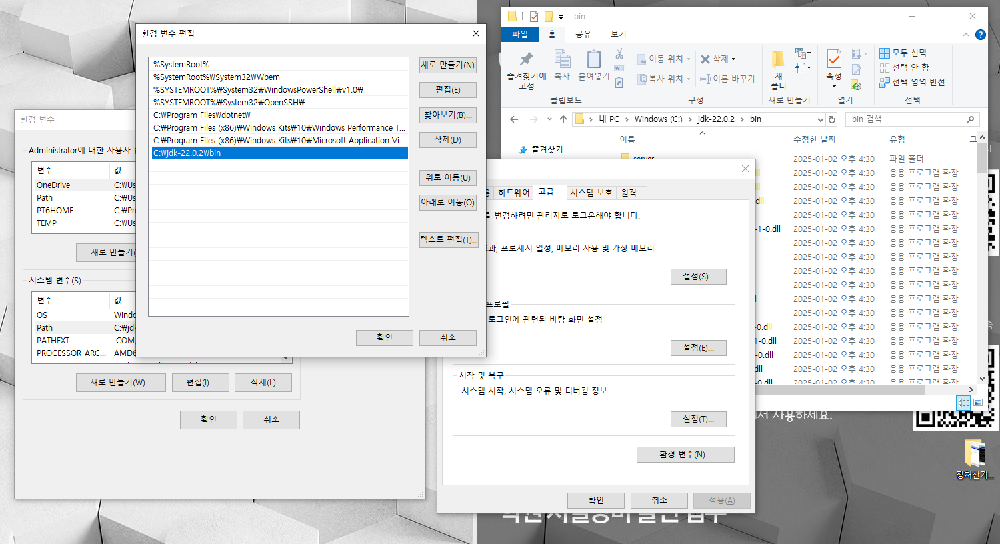 환경 변수 편집
%SystemRoot%
%SystemRoot%₩System32₩Wbem
%SYSTEMROOT%₩System32₩WindowsPowerShell₩v1.0₩
%SYSTEMROOT%₩System32₩OpenSSH₩
C:₩Program Files₩dotnet₩
C:₩Program Files (x86)₩Windows Kits₩10₩Windows Performance T...
C:₩Program Files (x86)₩Windows Kits₩10₩Microsoft Application Vi...
C:₩jdk-22.0.2₩bin
새로 만들기(N)
편집(E)
찾아보기(B)...
삭제(D)
위로 이동(U)
아래로 이동(O)
텍스트 편집(T)...
확인
취소
환경 변수
Administrator에 대한 사용자
변수 값
OneDrive C:₩Us
Path C:₩Us
PT6HOME C:₩Pr
TEMP C:₩Us
새로 만들기(
시스템 변수(S)
변수 값
OS Windo
Path C:₩jdk
PATHEXT .COM;
PROCESSOR_ARC... AMD6
새로 만들기(W)...
편집(I)...
삭제(L)
확인
취소
bin
파일 홈 공유 보기
즐겨찾기에 고정
복사
붙여넣기
클립보드
이동 위치
복사 위치
삭제
이름 바꾸기
구성
새 폴더
새로 만들기
속성
열기
모두 선택
선택 안 함
선택 영역 반전
선택
내 PC > Windows (C:) > jdk-22.0.2 > bin
bin 검색
즐겨찾기
이름 수정한 날짜 유형 크
server 2025-01-02 오후 4:30 파일 폴더
ll 2025-01-02 오후 4:30 응용 프로그램 확장
ll 2025-01-02 오후 4:30 응용 프로그램 확장
dll 2025-01-02 오후 4:30 응용 프로그램 확장
2025-01-02 오후 4:30 응용 프로그램 확장
-1-0.dll 2025-01-02 오후 4:30 응용 프로그램 확장
2025-01-02 오후 4:30 응용 프로그램 확장
2025-01-02 오후 4:30 응용 프로그램 확장
2025-01-02 오후 4:30 응용 프로그램 확장
2025-01-02 오후 4:30 응용 프로그램 확장
l 2025-01-02 오후 4:30 응용 프로그램 확장
2025-01-02 오후 4:30 응용 프로그램 확장
-0.dll 2025-01-02 오후 4:30 응용 프로그램 확장
1-0.dll 2025-01-02 오후 4:30 응용 프로그램 확장
-0.dll 2025-01-02 오후 4:30 응용 프로그램 확장
dll 2025-01-02 오후 4:30 응용 프로그램 확장
-0.dll 2025-01-02 오후 4:30 응용 프로그램 확장
하드웨어 고급 시스템 보호 원격
을 변경하려면 관리자로 로그온해야 합니다.
과, 프로세서 일정, 메모리 사용 및 가상 메모리
설정(S)...
프로필
로그인에 관련된 바탕 화면 설정
설정(E)...
시작 및 복구
시스템 시작, 시스템 오류 및 디버깅 정보
설정(T)...
환경 변수(N)...
확인
취소
적용(A)
서 사용하세요.
정처산기...